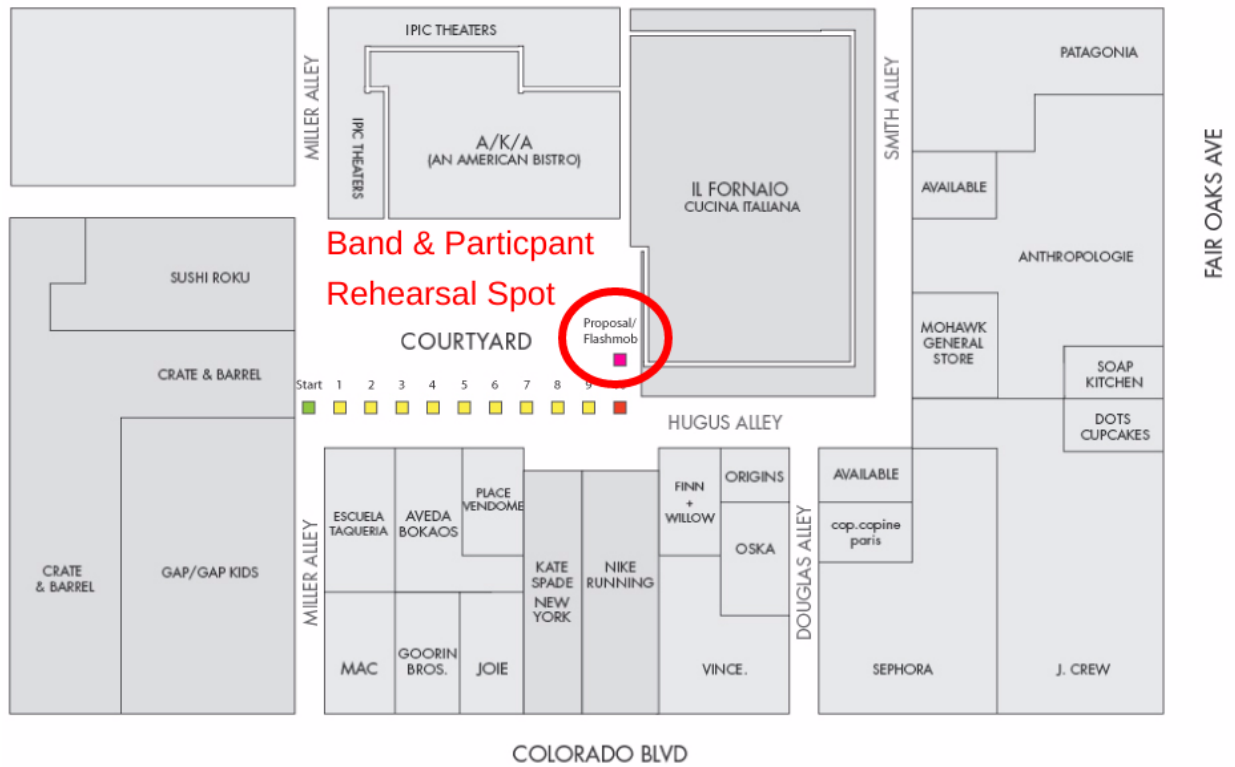 IPIC THEATERS
PATAGONIA
MILLER ALLEY
IPIC THEATERS
A/K/A
(AN AMERICAN BISTRO)
SMITH ALLEY
IL FORNAIO
CUCINA ITALIANA
AVAILABLE
FAIR OAKS AVE
Band & Particpant
Rehearsal Spot
SUSHI ROKU
ANTHROPOLOGIE
COURTYARD
Proposal/
Flashmob
MOHAWK
GENERAL
STORE
CRATE & BARREL
SOAP
KITCHEN
Start 1 2 3 4 5 6 7 8 9
HUGUS ALLEY
DOTS
CUPCAKES
ESCUELA
TAQUERIA
AVEDA
BOKAOS
PLACE
VENDOME
FINN
+
WILLOW
ORIGINS
AVAILABLE
cop.copine
paris
OSKA
MILLER ALLEY
DOUGLAS ALLEY
CRATE
& BARREL
GAP/GAP KIDS
KATE
SPADE
NEW
YORK
NIKE
RUNNING
MAC
GOORIN
BROS.
JOIE
VINCE.
SEPHORA
J. CREW
COLORADO BLVD